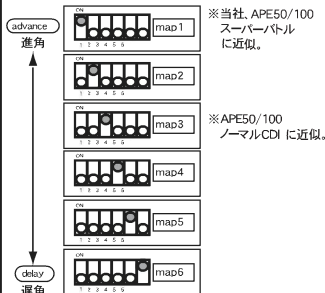 advance
進角
ON
1 2 3 4 5 6
map1
※当社、APE50/100
スーパーバトル
に近似。
ON
1 2 3 4 5 6
map2
ON
1 2 3 4 5 6
map3
※APE50/100
ノーマルCDI に近似。
ON
1 2 3 4 5 6
map4
ON
1 2 3 4 5 6
map5
delay
遅角
ON
1 2 3 4 5 6
map6